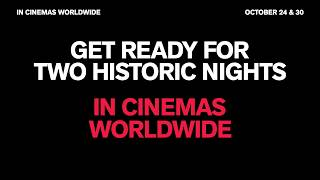 IN CINEMAS WORLDWIDE
OCTOBER 24 & 30
GET READY FOR
TWO HISTORIC NIGHTS
IN CINEMAS
WORLDWIDE